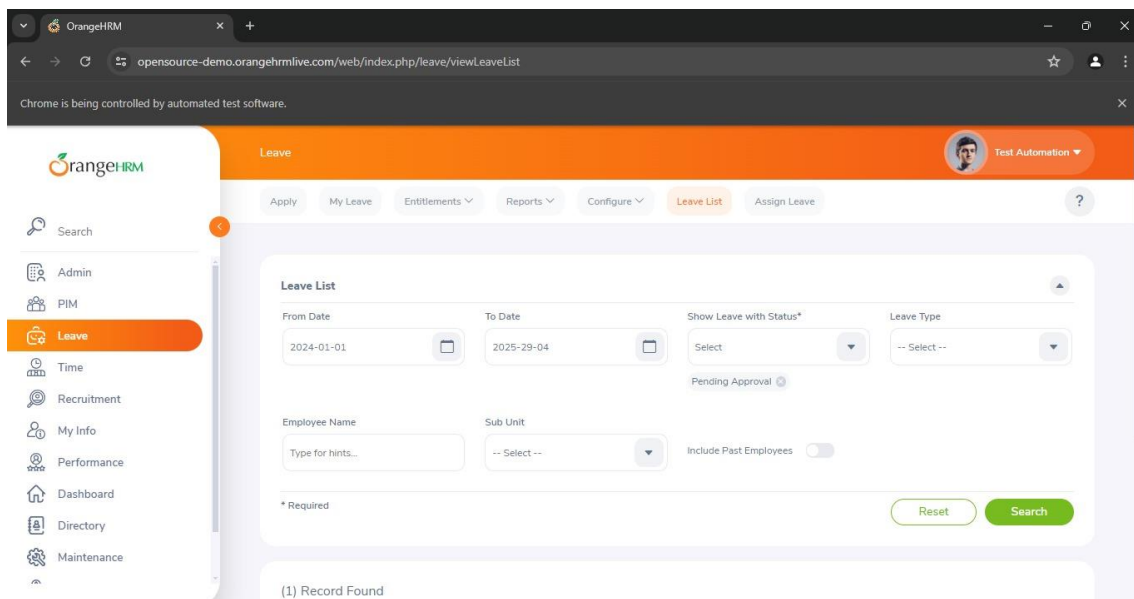 OrangeHRM
opensource-demo.orangehrmlive.com/web/index.php/leave/viewLeaveList
Chrome is being controlled by automated test software.
OrangeHRM
Leave
Test Automation
Apply My Leave Entitlements Reports Configure Leave List Assign Leave ?
Search
Admin
PIM
Leave
Time
Recruitment
My Info
Performance
Dashboard
Directory
Maintenance
Leave List
From Date To Date Show Leave with Status* Leave Type
2024-01-01 2025-29-04 Select -- Select --
Pending Approval
Employee Name Sub Unit
Type for hints... -- Select -- Include Past Employees
* Required
Reset Search
(1) Record Found